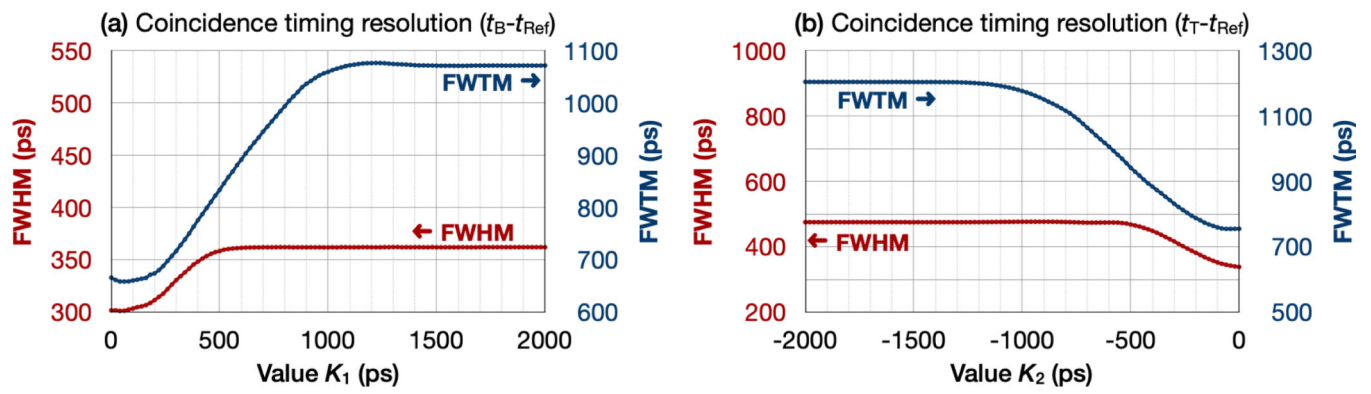 (a) Coincidence timing resolution (tB-tRef)
FWHM (ps)
550
500
450
400
350
300
FWTM →
← FWHM
1100
1000
900
800
700
600
FWTM (ps)
0
500
1000
1500
2000
Value K1 (ps)
(b) Coincidence timing resolution (tT-tRef)
FWHM (ps)
1000
800
600
400
200
FWTM →
← FWHM
1300
1100
900
700
500
FWTM (ps)
-2000
-1500
-1000
-500
0
Value K2 (ps)